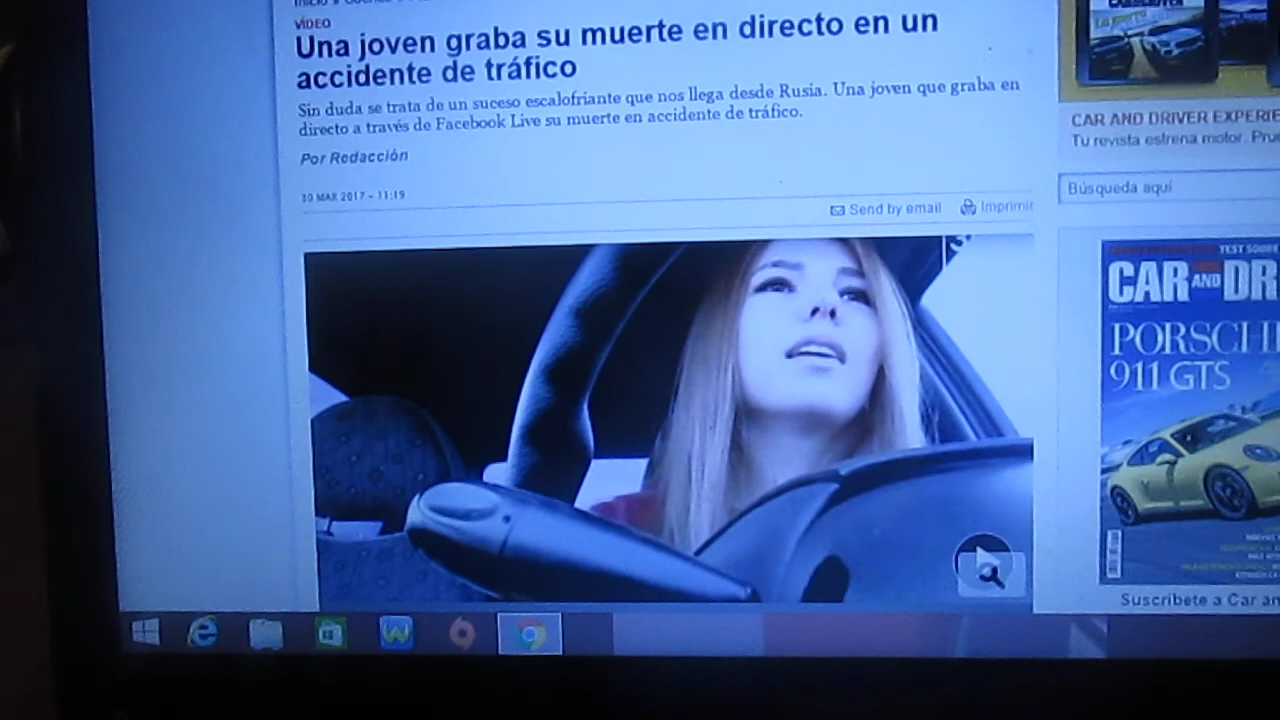 VÍDEO
Una joven graba su muerte en directo en un
accidente de tráfico
Sin duda se trata de un suceso escalofriante que nos llega desde Rusia. Una joven que graba en
directo a través de Facebook Live su muerte en accidente de tráfico.
Por Redacción
30 MAR 2017 - 11:19
Send by email
Imprimir
CAR AND DRIVER EXPERIE
Tu revista estrena motor. Pru
Búsqueda aquí
CAR AND DR
PORSCHE
911 GTS
Suscríbete a Car an